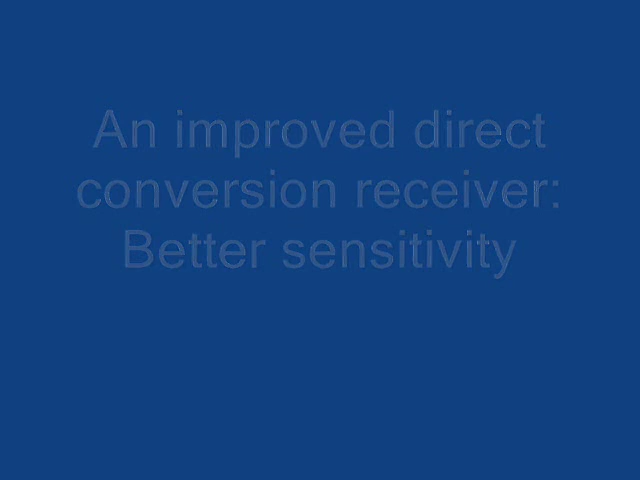 An improved direct
conversion receiver:
Better sensitivity